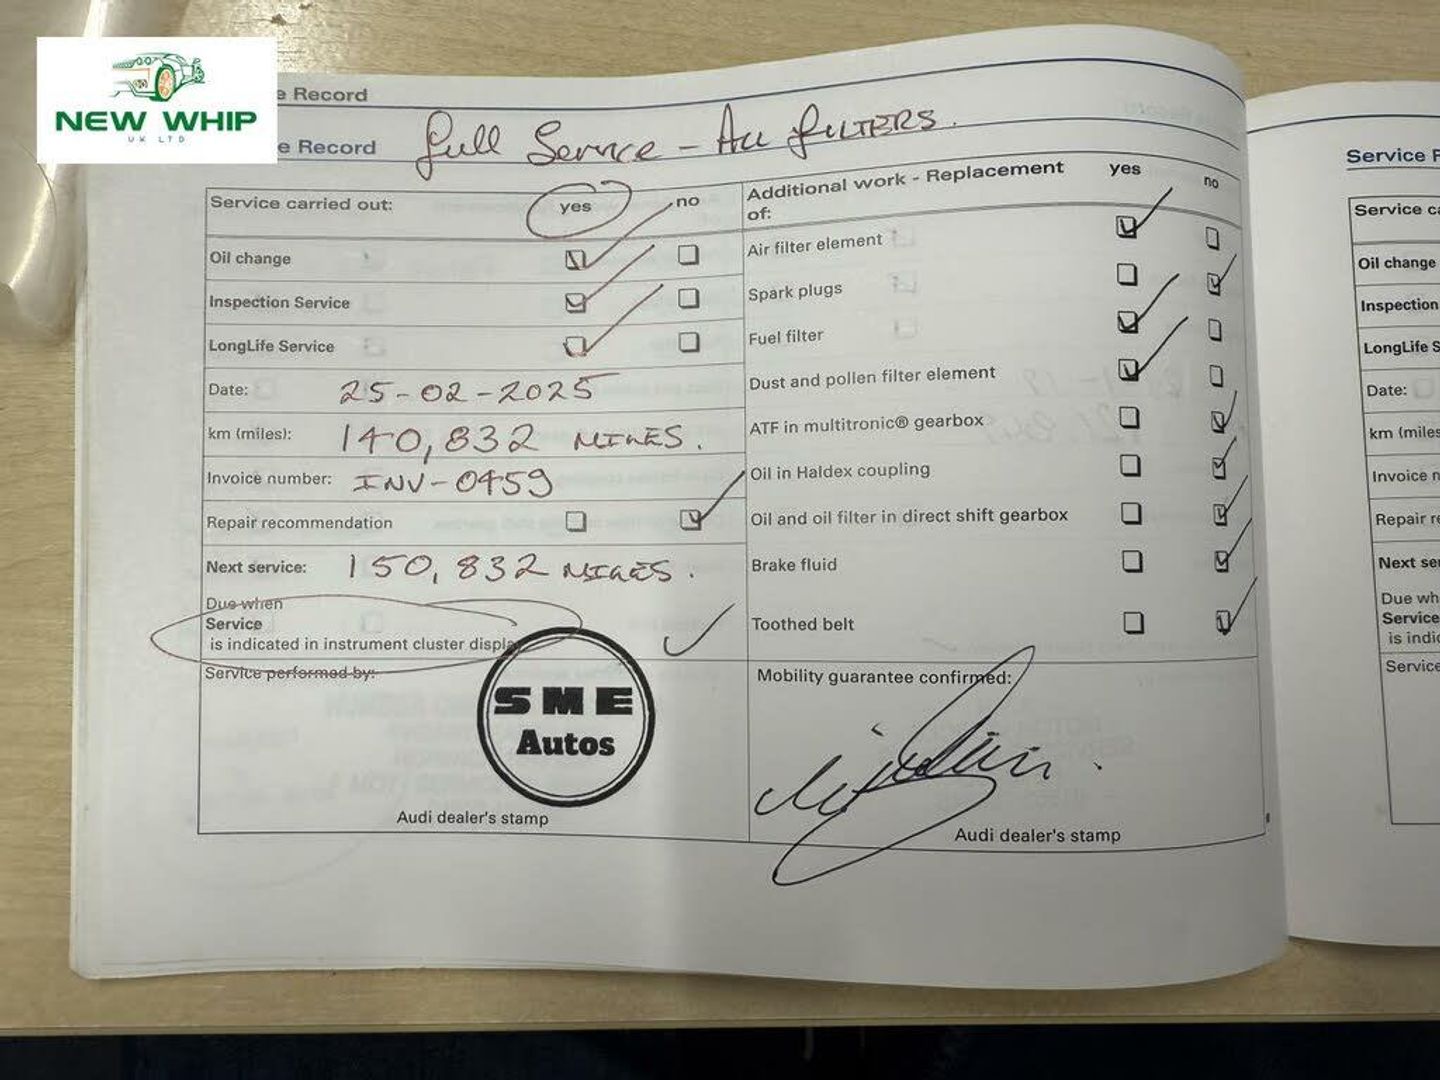 NEW WHIP
UK LTD
e Record
e Record
Full Service - All FILTERS.
Service carried out: yes no
Oil change
Inspection Service
LongLife Service
Date: 25-02-2025
km (miles): 140,832 MILES.
Invoice number: INV-0459
Repair recommendation
Next service: 150,832 MILES.
Due when
Service
is indicated in instrument cluster displa
Service performed by:
SME
Autos
Audi dealer's stamp
Additional work - Replacement yes no
of:
Air filter element
Spark plugs
Fuel filter
Dust and pollen filter element
ATF in multitronic® gearbox
Oil in Haldex coupling
Oil and oil filter in direct shift gearbox
Brake fluid
Toothed belt
Mobility guarantee confirmed:
Audi dealer's stamp
Service R
Service ca
Oil change
Inspection
LongLife S
Date:
km (miles
Invoice n
Repair re
Next ser
Due wh
Service
is indic
Service